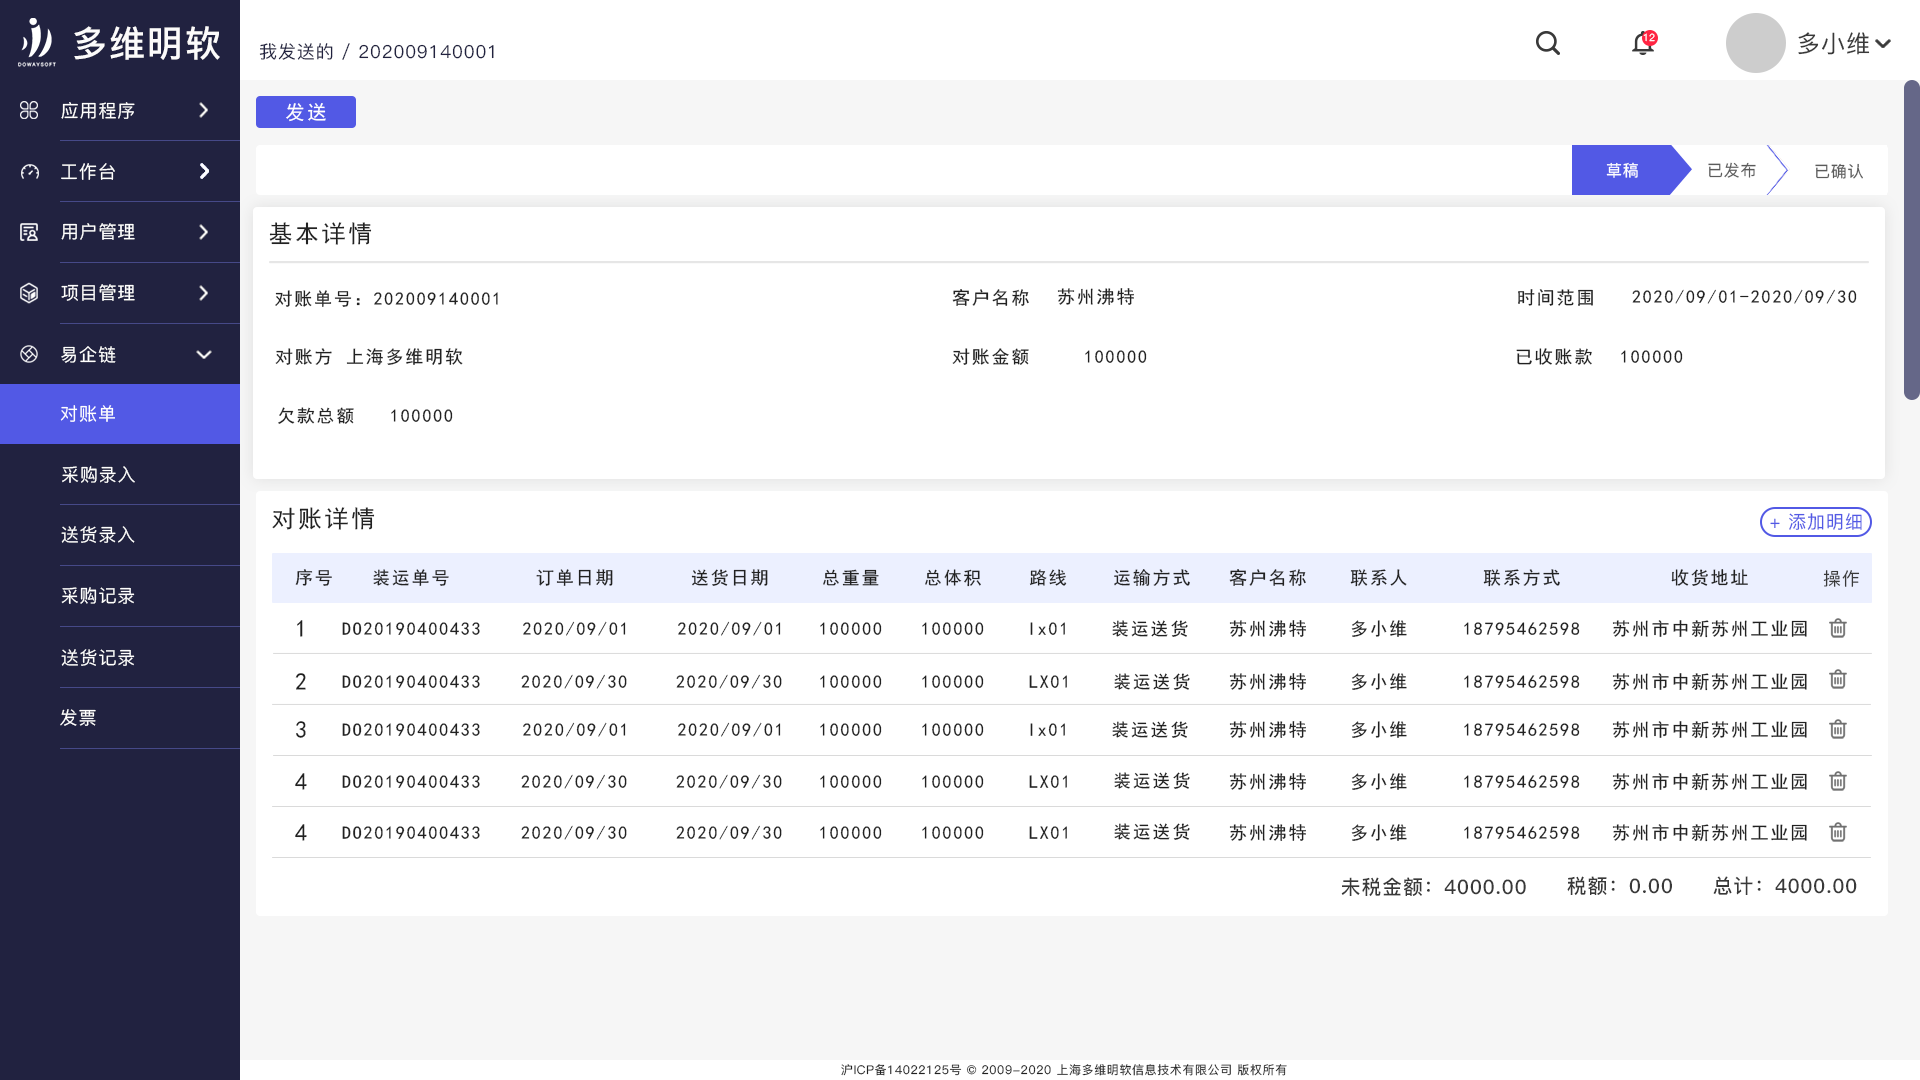 多维明软
DOWAYSOFT
我发送的 / 202009140001
12
多小维
应用程序
工作台
用户管理
项目管理
易企链
对账单
采购录入
送货录入
采购记录
送货记录
发票
发送
草稿 已发布 已确认
基本详情
对账单号：202009140001 客户名称 苏州沸特 时间范围 2020/09/01-2020/09/30
对账方 上海多维明软 对账金额 100000 已收账款 100000
欠款总额 100000
对账详情
+ 添加明细
序号 装运单号 订单日期 送货日期 总重量 总体积 路线 运输方式 客户名称 联系人 联系方式 收货地址 操作
1 DO20190400433 2020/09/01 2020/09/01 100000 100000 lx01 装运送货 苏州沸特 多小维 18795462598 苏州市中新苏州工业园
2 DO20190400433 2020/09/30 2020/09/30 100000 100000 LX01 装运送货 苏州沸特 多小维 18795462598 苏州市中新苏州工业园
3 DO20190400433 2020/09/01 2020/09/01 100000 100000 lx01 装运送货 苏州沸特 多小维 18795462598 苏州市中新苏州工业园
4 DO20190400433 2020/09/30 2020/09/30 100000 100000 LX01 装运送货 苏州沸特 多小维 18795462598 苏州市中新苏州工业园
4 DO20190400433 2020/09/30 2020/09/30 100000 100000 LX01 装运送货 苏州沸特 多小维 18795462598 苏州市中新苏州工业园
未税金额：4000.00 税额：0.00 总计：4000.00
沪ICP备14022125号 © 2009-2020 上海多维明软信息技术有限公司 版权所有